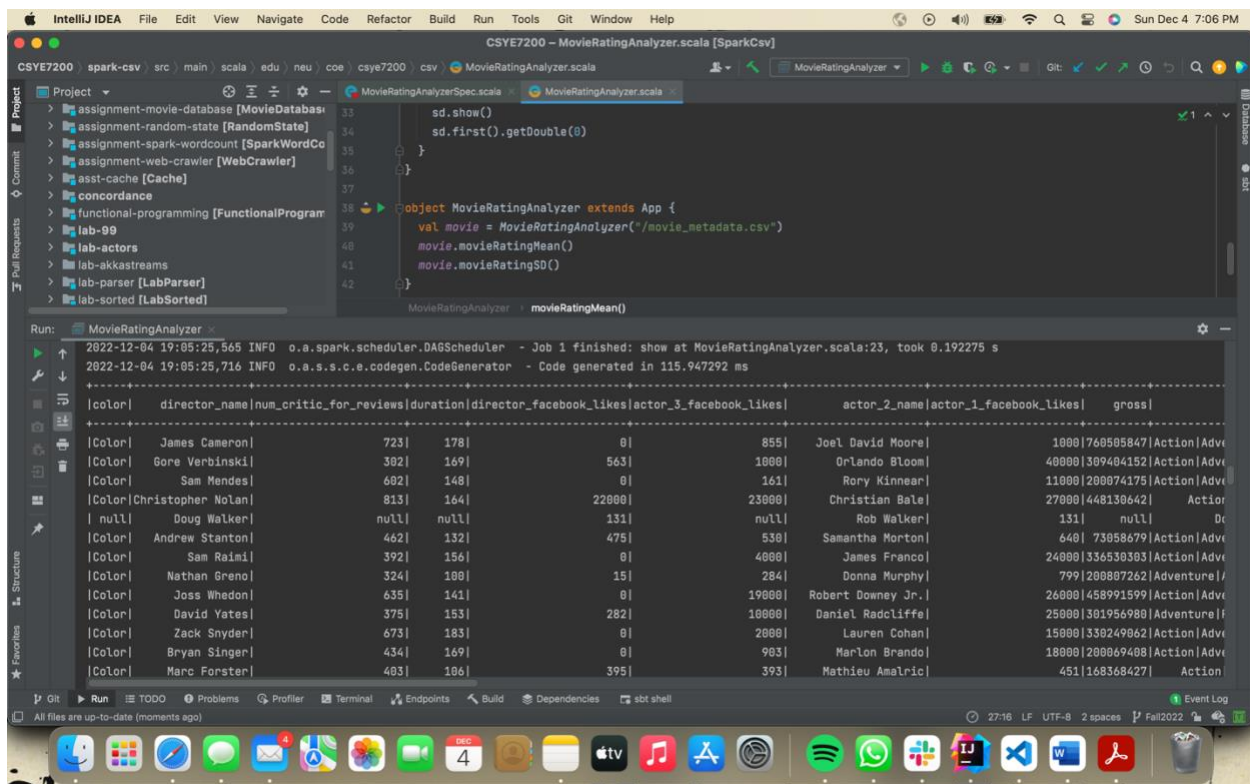 IntelliJ IDEA File Edit View Navigate Code Refactor Build Run Tools Git Window Help Sun Dec 4 7:06 PM
CSYE7200 – MovieRatingAnalyzer.scala [SparkCsv]
CSYE7200 spark-csv src main scala edu neu coe csye7200 csv MovieRatingAnalyzer.scala MovieRatingAnalyzer Git:
Project MovieRatingAnalyzerSpec.scala MovieRatingAnalyzer.scala
assignment-movie-database [MovieDatabas
assignment-random-state [RandomState]
assignment-spark-wordcount [SparkWordCo
assignment-web-crawler [WebCrawler]
asst-cache [Cache]
concordance
functional-programming [FunctionalProgram
lab-99
lab-actors
lab-akkastreams
lab-parser [LabParser]
lab-sorted [LabSorted]
33 sd.show()
34 sd.first().getDouble(0)
35 }
36 }
37
38 object MovieRatingAnalyzer extends App {
39 val movie = MovieRatingAnalyzer("/movie_metadata.csv")
40 movie.movieRatingMean()
41 movie.movieRatingSD()
42 }
1
MovieRatingAnalyzer movieRatingMean()
Project
Commit
Pull Requests
Structure
Favorites
Database
sbt
Run: MovieRatingAnalyzer
2022-12-04 19:05:25,565 INFO o.a.spark.scheduler.DAGScheduler - Job 1 finished: show at MovieRatingAnalyzer.scala:23, took 0.192275 s
2022-12-04 19:05:25,716 INFO o.a.s.s.c.e.codegen.CodeGenerator - Code generated in 115.947292 ms
|color| director_name|num_critic_for_reviews|duration|director_facebook_likes|actor_3_facebook_likes| actor_2_name|actor_1_facebook_likes| gross|
|Color| James Cameron| 723| 178| 0| 855| Joel David Moore| 1000|760505847|Action|Adve
|Color| Gore Verbinski| 302| 169| 563| 1000| Orlando Bloom| 40000|309404152|Action|Adve
|Color| Sam Mendes| 602| 148| 0| 161| Rory Kinnear| 11000|200074175|Action|Adve
|Color|Christopher Nolan| 813| 164| 22000| 23000| Christian Bale| 27000|448130642| Action
| null| Doug Walker| null| null| 131| null| Rob Walker| 131| null| Do
|Color| Andrew Stanton| 462| 132| 475| 530| Samantha Morton| 640| 73058679|Action|Adve
|Color| Sam Raimi| 392| 156| 0| 4000| James Franco| 24000|336530303|Action|Adve
|Color| Nathan Greno| 324| 100| 15| 284| Donna Murphy| 799|200807262|Adventure|A
|Color| Joss Whedon| 635| 141| 0| 19000| Robert Downey Jr.| 26000|458991599|Action|Adve
|Color| David Yates| 375| 153| 282| 10000| Daniel Radcliffe| 25000|301956980|Adventure|F
|Color| Zack Snyder| 673| 183| 0| 2000| Lauren Cohan| 15000|330249062|Action|Adve
|Color| Bryan Singer| 434| 169| 0| 903| Marlon Brando| 18000|200069408|Action|Adve
|Color| Marc Forster| 403| 106| 395| 393| Mathieu Amalric| 451|168368427| Action
Git Run TODO Problems Profiler Terminal Endpoints Build Dependencies sbt shell 1 Event Log
All files are up-to-date (moments ago) 27:16 LF UTF-8 2 spaces Fall2022
4
DEC
4
tv
IJ
W